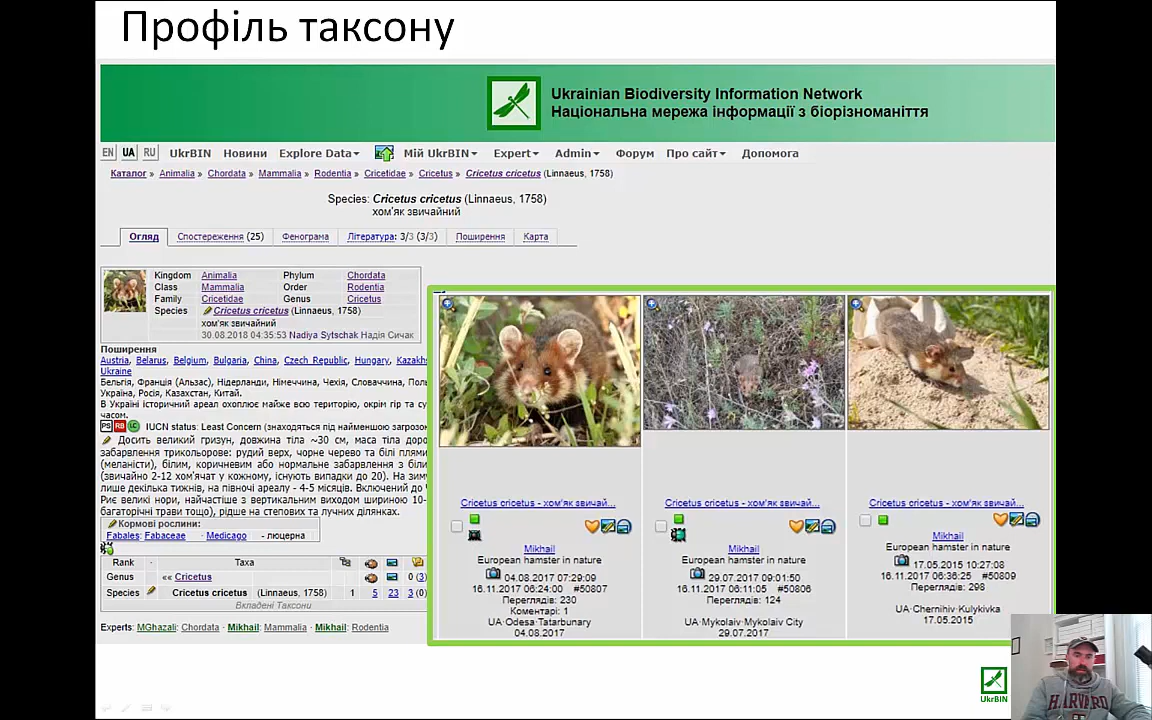 Профіль таксону
Ukrainian Biodiversity Information Network
Національна мережа інформації з біорізноманіття
EN UA RU UkrBIN Новини Explore Data Мій UkrBIN Expert Admin Форум Про сайт Допомога
Каталог » Animalia » Chordata » Mammalia » Rodentia » Cricetidae » Cricetus » Cricetus cricetus (Linnaeus, 1758)
Species: Cricetus cricetus (Linnaeus, 1758)
хом'як звичайний
Огляд Спостереження (25) Фенограма Література: 3/3 (3/3) Поширення Карта
Kingdom Animalia Phylum Chordata
Class Mammalia Order Rodentia
Family Cricetidae Genus Cricetus
Species Cricetus cricetus (Linnaeus, 1758)
хом'як звичайний
30.08.2018 04:35:53 Nadiya Sytschak Надія Сичак
Поширення
Austria, Belarus, Belgium, Bulgaria, China, Czech Republic, Hungary, Kazakhs
Ukraine
Бельгія, Франція (Альзас), Нідерланди, Німеччина, Чехія, Словаччина, Поль
Україна, Росія, Казахстан, Китай.
В Україні історичний ареал охоплює майже всю територію, окрім гір та су
часом.
PS RB LC IUCN status: Least Concern (знаходяться під найменшою загрозою
Досить великий гризун, довжина тіла ~30 см, маса тіла доро
забарвлення трикольорове: рудий верх, чорне черево та білі плями
(меланісти), білим, коричневим або нормальне забарвлення з біли
(звичайно 2-12 хом'ячат у кожному, існують випадки до 20). На зим
лише декілька тижнів, на півночі ареалу - 4-5 місяців. Включений до
Риє великі нори, найчастіше з вертикальним виходом шириною 10-
багаторічні трави тощо), рідше на степових та лучних ділянках.
Кормові рослини:
Fabales: Fabaceae · Medicago - люцерна
Rank · Таха
Genus «« Cricetus 0 (3)
Species Cricetus cricetus (Linnaeus, 1758) 1 5 23 3 (0)
Вкладені Таксони
Experts: MGhazali: Chordata · Mikhail: Mammalia · Mikhail: Rodentia
Cricetus cricetus - хом'як звичай...
Mikhail
European hamster in nature
04.08.2017 07:29:09
16.11.2017 06:24:00 #50807
Переглядів: 230
Коментарі: 1
UA·Odesa·Tatarbunary
04.08.2017
Cricetus cricetus - хом'як звичай...
Mikhail
European hamster in nature
29.07.2017 09:01:50
16.11.2017 06:11:05 #50806
Переглядів: 124
UA·Mykolaiv·Mykolaiv City
29.07.2017
Cricetus cricetus - хом'як звичай...
Mikhail
European hamster in nature
17.05.2015 10:27:08
16.11.2017 06:36:25 #50809
Переглядів: 298
UA·Chernihiv·Kulykivka
17.05.2015
UkrBIN
HARVARD